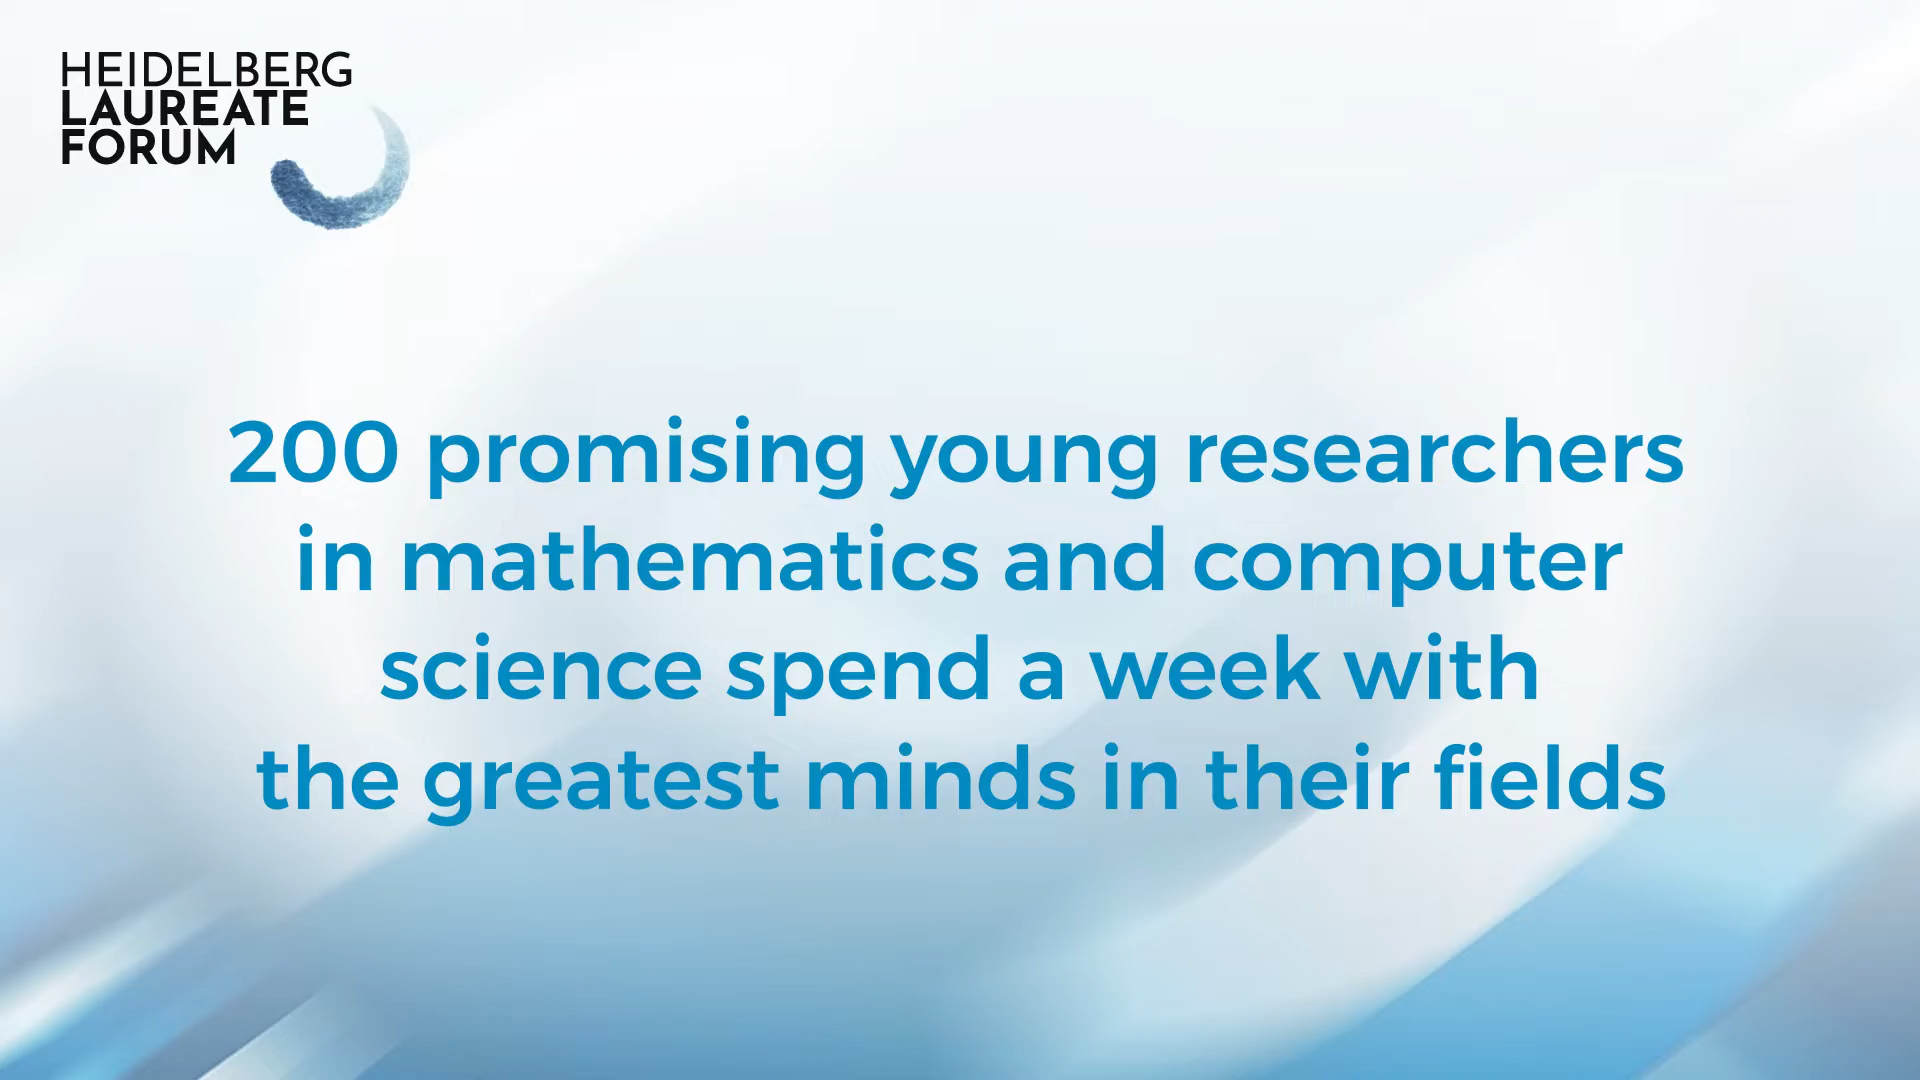 HEIDELBERG
LAUREATE
FORUM
200 promising young researchers
in mathematics and computer
science spend a week with
the greatest minds in their fields